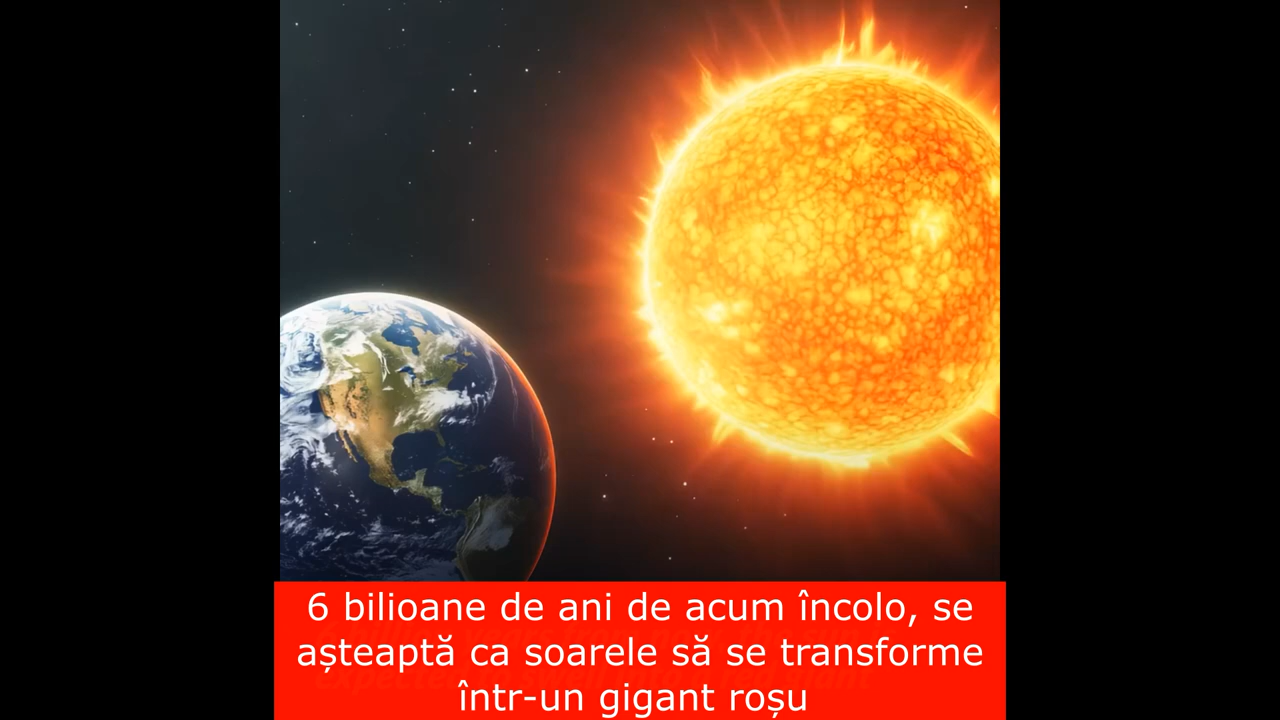 6 bilioane de ani de acum încolo, se
așteaptă ca soarele să se transforme
într-un gigant roșu